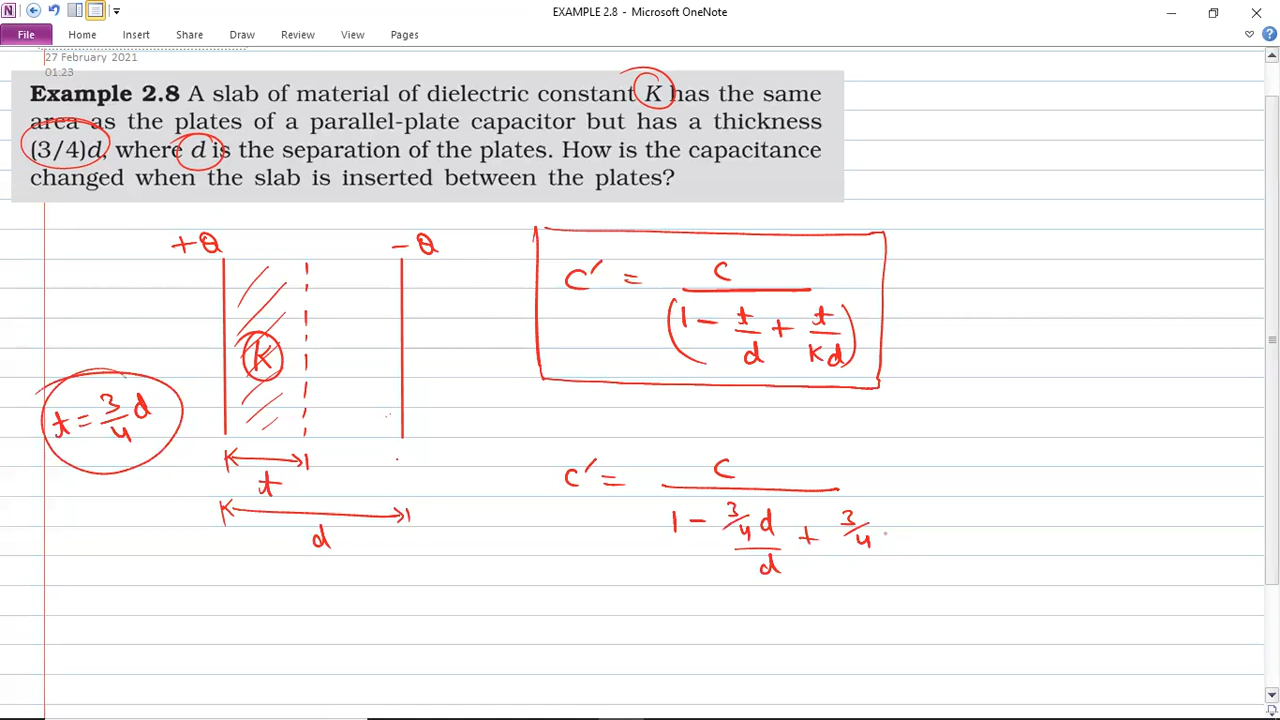 EXAMPLE 2.8 - Microsoft OneNote
File Home Insert Share Draw Review View Pages
27 February 2021
01:23
Example 2.8 A slab of material of dielectric constant K has the same
area as the plates of a parallel-plate capacitor but has a thickness
(3/4)d, where d is the separation of the plates. How is the capacitance
changed when the slab is inserted between the plates?
+Q
-Q
K
t = 3/4 d
t
d
C′ = C / (1 - t/d + t/Kd)
C′ = C / 1 - 3/4 d / d + 3/4